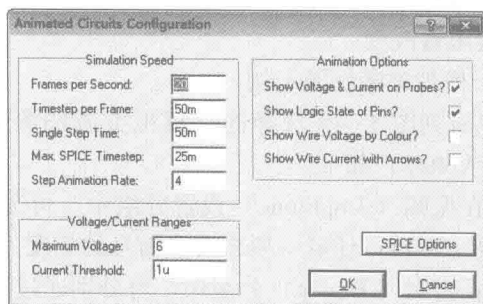 Animated Circuits Configuration
Simulation Speed
Frames per Second: 20
Timestep per Frame: 50m
Single Step Time: 50m
Max. SPICE Timestep: 25m
Step Animation Rate: 4
Voltage/Current Ranges
Maximum Voltage: 6
Current Threshold: 1u
Animation Options
Show Voltage & Current on Probes?
Show Logic State of Pins?
Show Wire Voltage by Colour?
Show Wire Current with Arrows?
SPICE Options
OK
Cancel